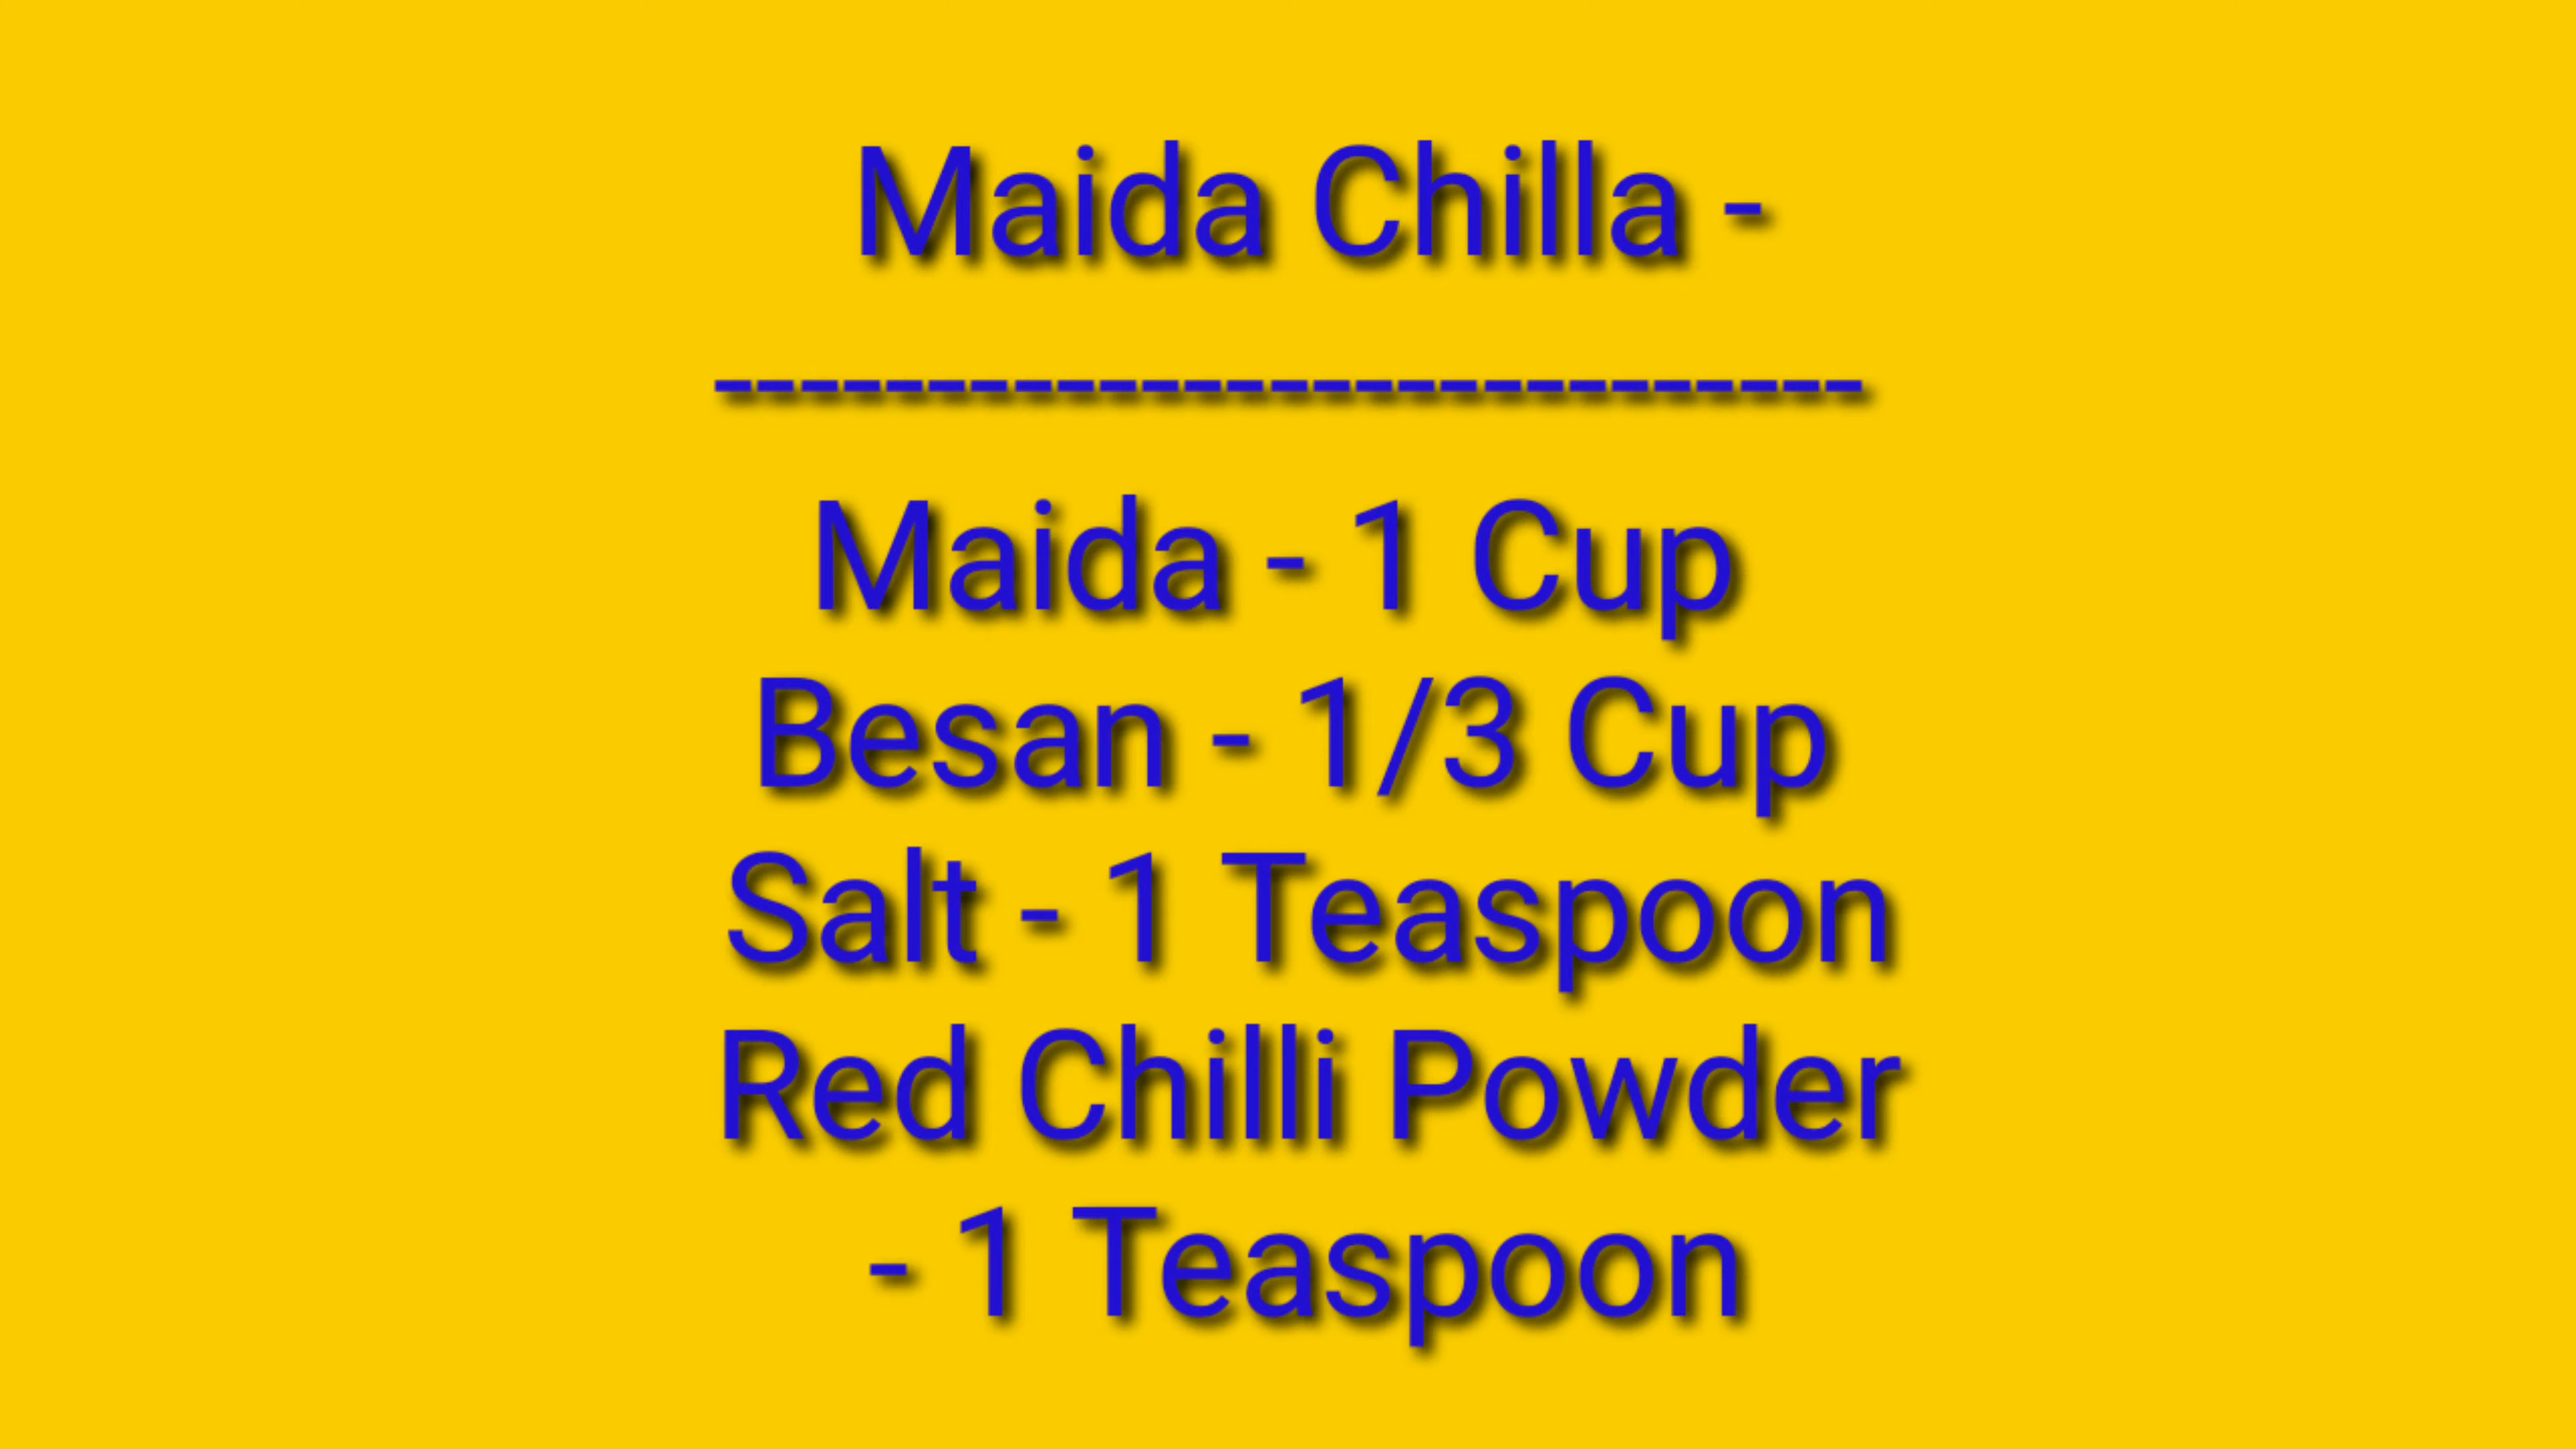 Maida Chilla -
---------------------------
Maida - 1 Cup
Besan - 1/3 Cup
Salt - 1 Teaspoon
Red Chilli Powder
- 1 Teaspoon